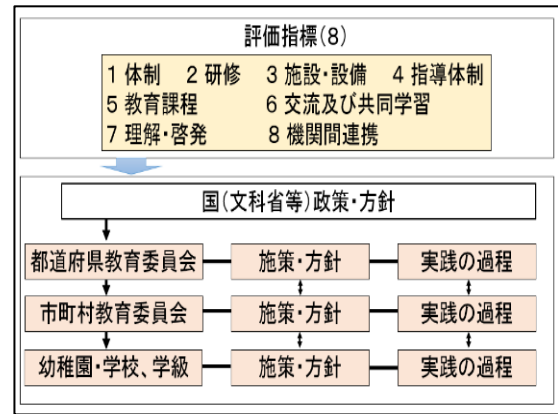 評価指標(8)
1 体制 2 研修 3 施設・設備 4 指導体制
5 教育課程 6 交流及び共同学習
7 理解・啓発 8 機関間連携
国(文科省等)政策・方針
都道府県教育委員会 施策・方針 実践の過程
市町村教育委員会 施策・方針 実践の過程
幼稚園・学校、学級 施策・方針 実践の過程